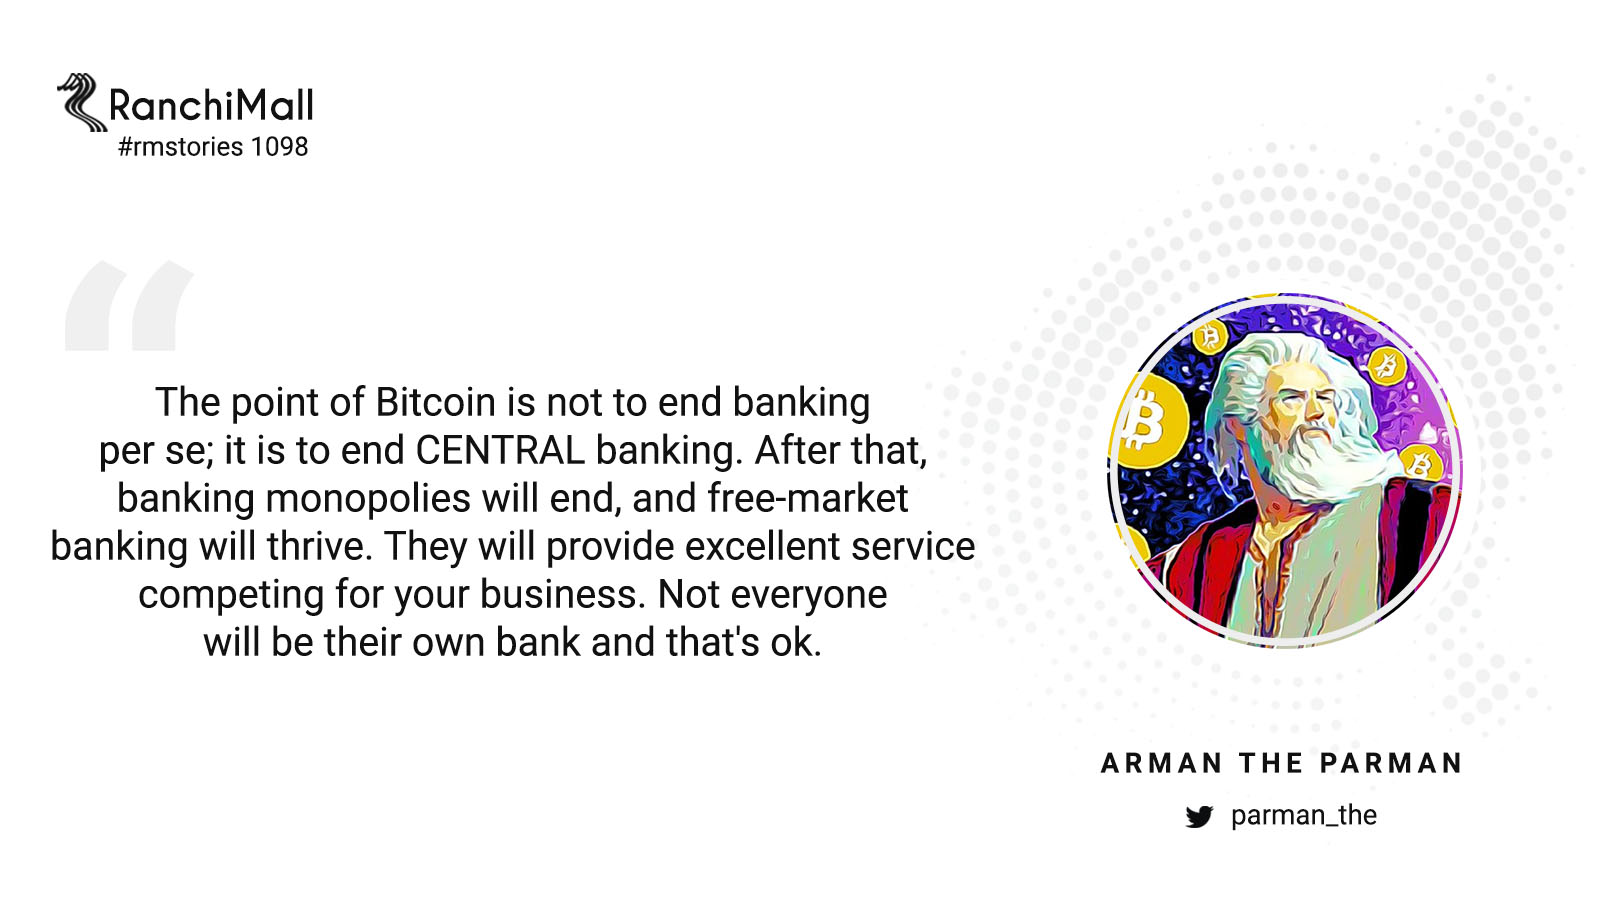 RanchiMall
#rmstories 1098
“
The point of Bitcoin is not to end banking
per se; it is to end CENTRAL banking. After that,
banking monopolies will end, and free-market
banking will thrive. They will provide excellent service
competing for your business. Not everyone
will be their own bank and that's ok.
ARMAN THE PARMAN
parman_the